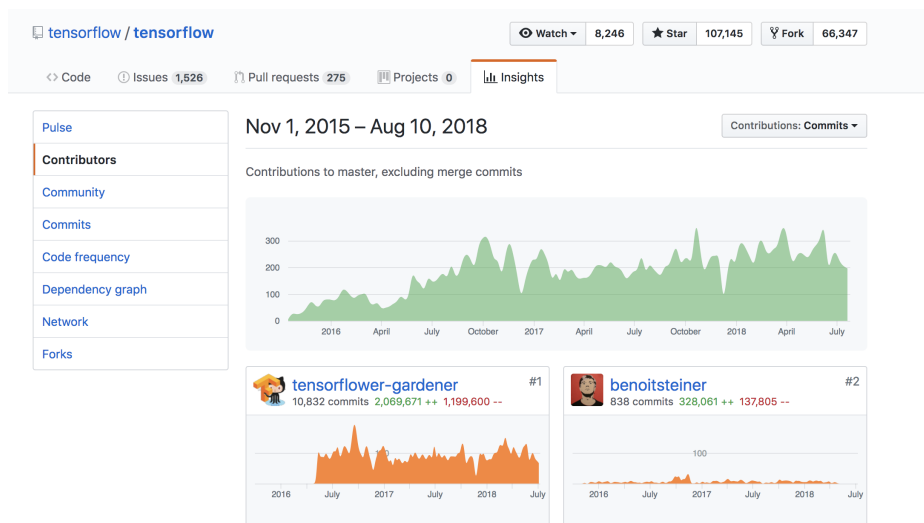 tensorflow / tensorflow
Watch 8,246
Star 107,145
Fork 66,347
<> Code
Issues 1,526
Pull requests 275
Projects 0
Insights
Pulse
Contributors
Community
Commits
Code frequency
Dependency graph
Network
Forks
Nov 1, 2015 – Aug 10, 2018
Contributions: Commits
Contributions to master, excluding merge commits
300
200
100
0
2016 April July October 2017 April July October 2018 April July
tensorflower-gardener #1
10,832 commits 2,069,671 ++ 1,199,600 --
2016 July 2017 July 2018 July
benoitsteiner #2
838 commits 328,061 ++ 137,805 --
100
2016 July 2017 July 2018 July